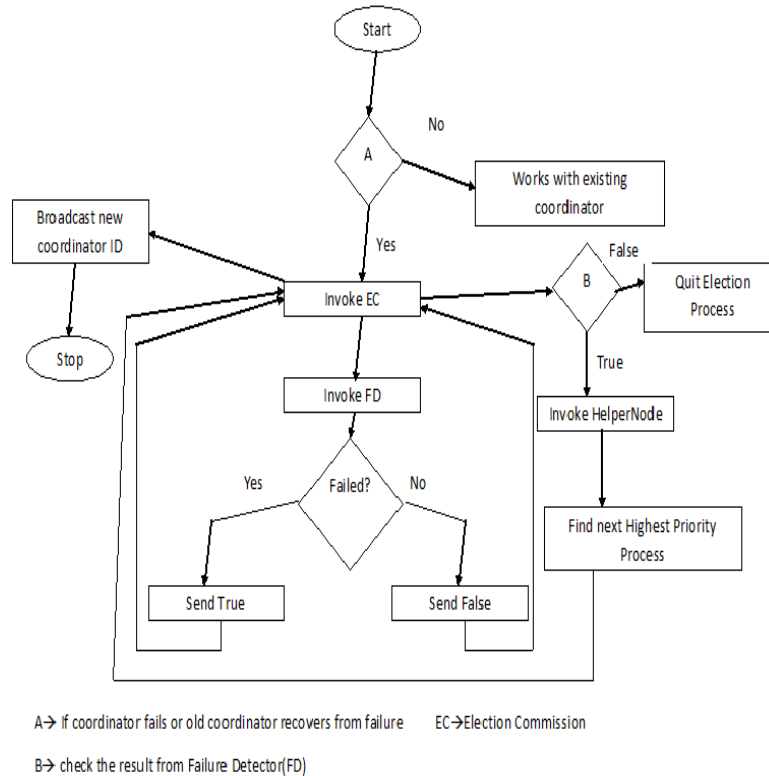 Start
No
A
Works with existing
coordinator
Broadcast new
coordinator ID
Yes
False
B
Quit Election
Process
Invoke EC
Stop
True
Invoke FD
Invoke HelperNode
Yes
Failed?
No
Find next Highest Priority
Process
Send True
Send False
A→ If coordinator fails or old coordinator recovers from failure EC→Election Commission
B→ check the result from Failure Detector(FD)